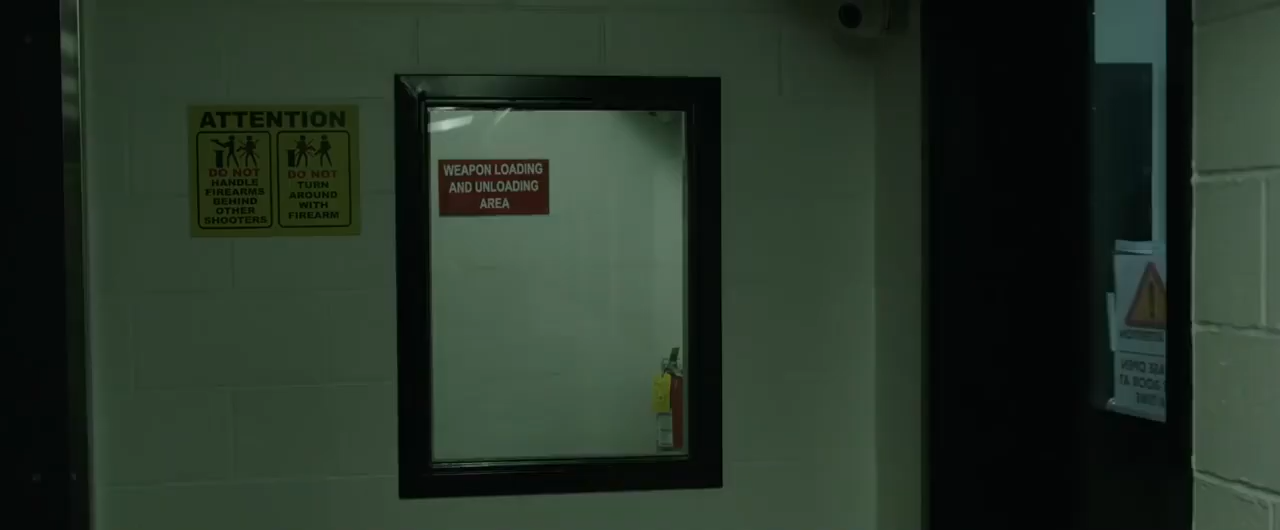 ATTENTION
DO NOT
HANDLE
FIREARMS
BEHIND
OTHER
SHOOTERS
DO NOT
TURN
AROUND
WITH
FIREARM
WEAPON LOADING
AND UNLOADING
AREA